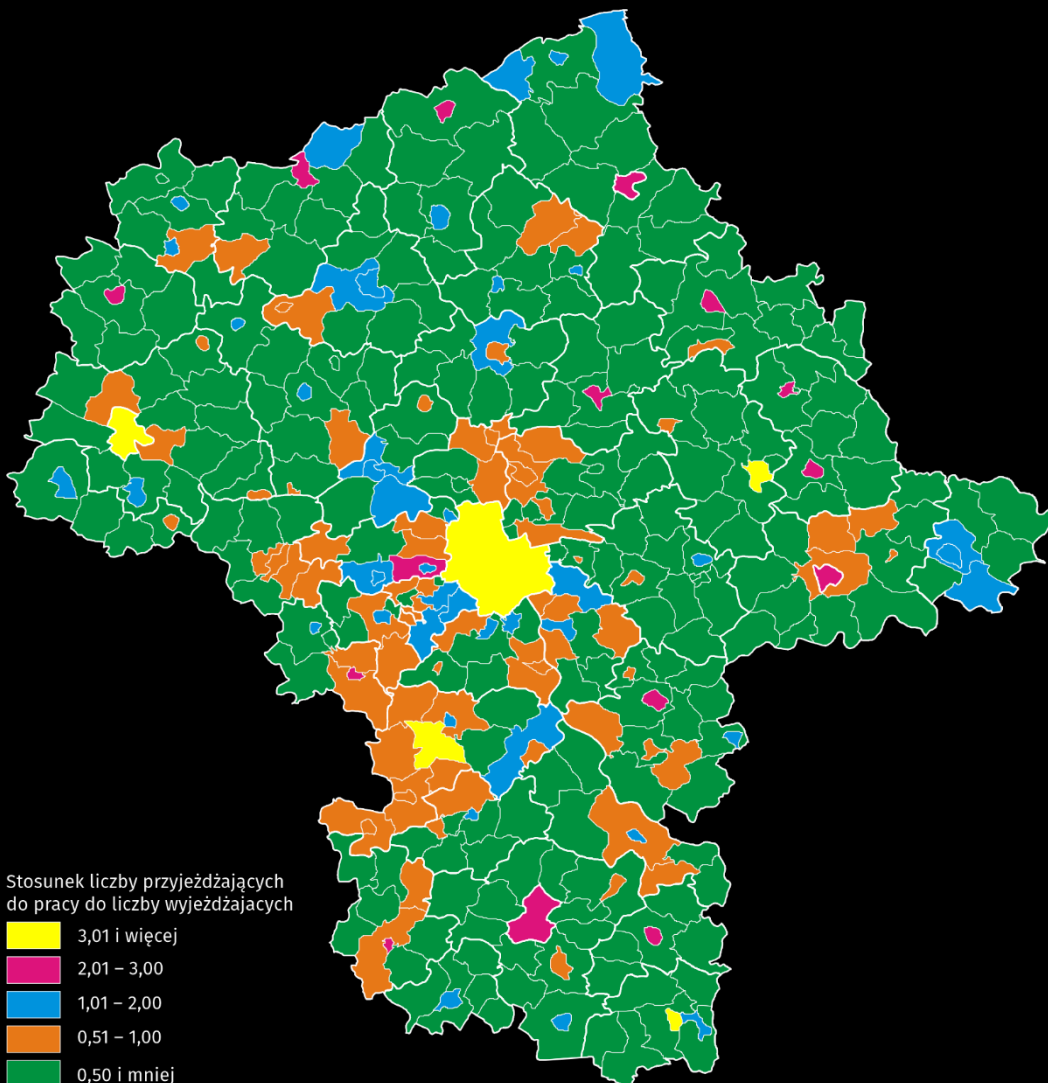 Stosunek liczby przyjeżdżających
do pracy do liczby wyjeżdżajacych
3,01 i więcej
2,01 – 3,00
1,01 – 2,00
0,51 – 1,00
0,50 i mniej